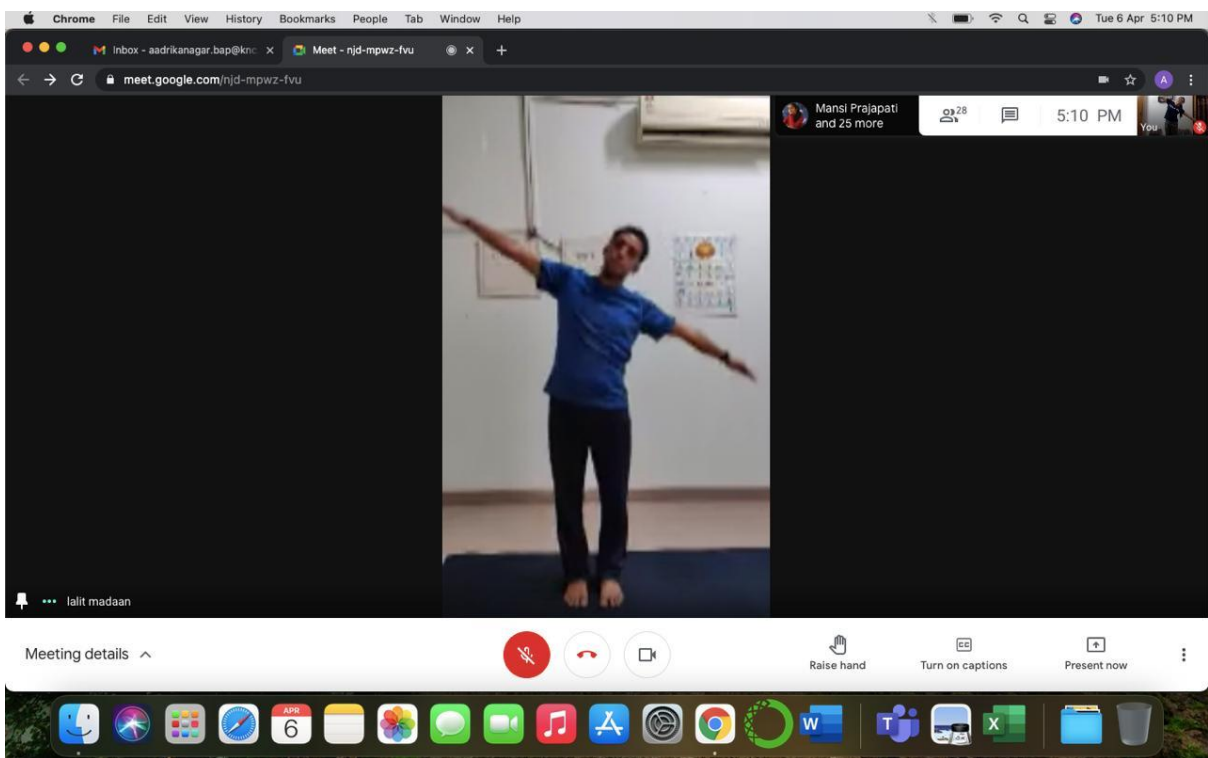 Chrome File Edit View History Bookmarks People Tab Window Help Tue 6 Apr 5:10 PM
Inbox - aadrikanagar.bap@knc Meet - njd-mpwz-fvu
meet.google.com/njd-mpwz-fvu A
Mansi Prajapati
and 25 more
28
5:10 PM
You
lalit madaan
Meeting details
Raise hand
CC
Turn on captions
Present now
APR
6
W
T
X